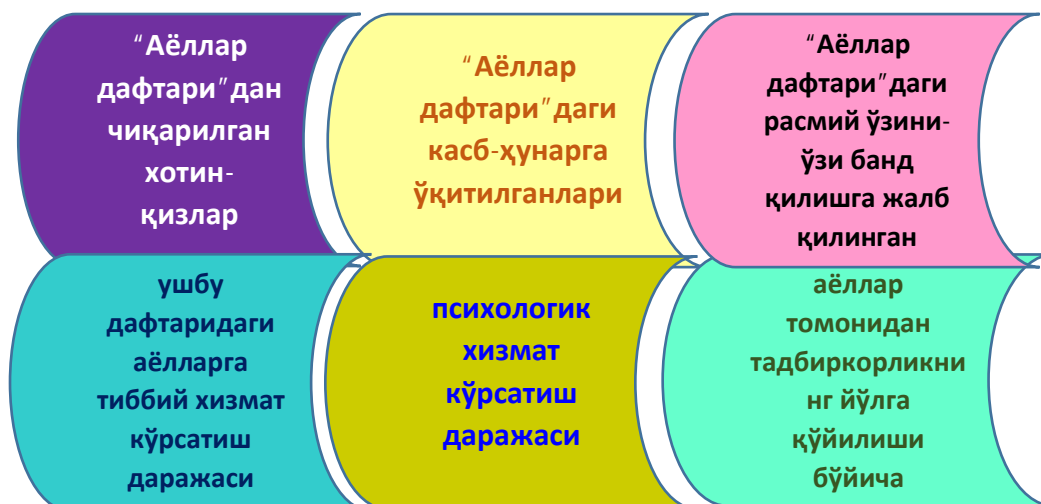 “Аёллар
дафтари”дан
чиқарилган
хотин-
қизлар
“Аёллар
дафтари”даги
касб-ҳунарга
ўқитилганлари
“Аёллар
дафтари”даги
расмий ўзини-
ўзи банд
қилишга жалб
қилинган
ушбу
дафтаридаги
аёлларга
тиббий хизмат
кўрсатиш
даражаси
психологик
хизмат
кўрсатиш
даражаси
аёллар
томонидан
тадбиркорликни
нг йўлга
қўйилиши
бўйича